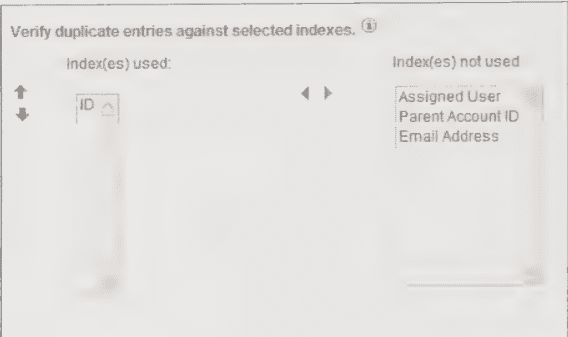 Verify duplicate entries against selected indexes.
Index(es) used:
Index(es) not used
ID
Assigned User
Parent Account ID
Email Address